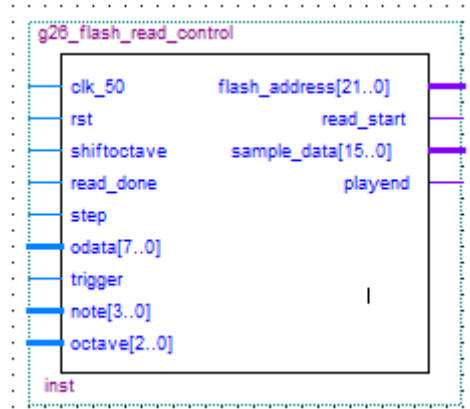 g26_flash_read_control
clk_50 flash_address[21..0]
rst read_start
shiftoctave sample_data[15..0]
read_done playend
step
odata[7..0]
trigger
note[3..0]
octave[2..0]
inst